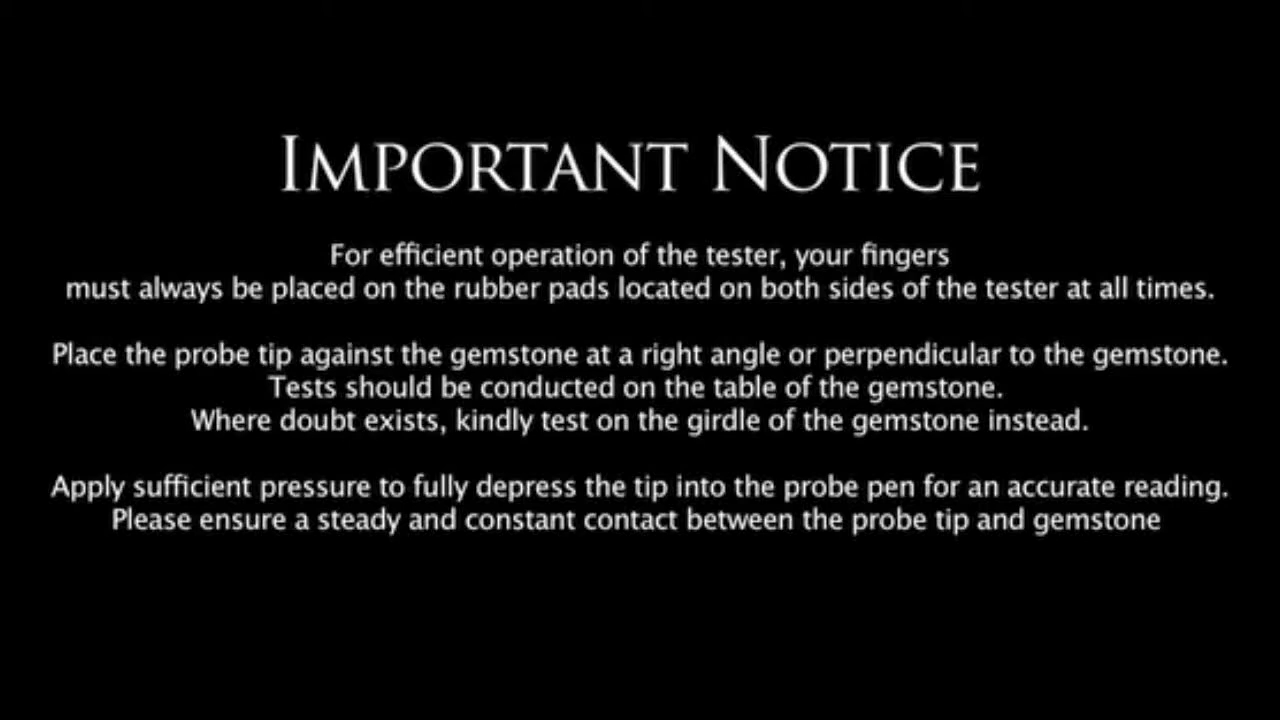 IMPORTANT NOTICE
For efficient operation of the tester, your fingers
must always be placed on the rubber pads located on both sides of the tester at all times.
Place the probe tip against the gemstone at a right angle or perpendicular to the gemstone.
Tests should be conducted on the table of the gemstone.
Where doubt exists, kindly test on the girdle of the gemstone instead.
Apply sufficient pressure to fully depress the tip into the probe pen for an accurate reading.
Please ensure a steady and constant contact between the probe tip and gemstone